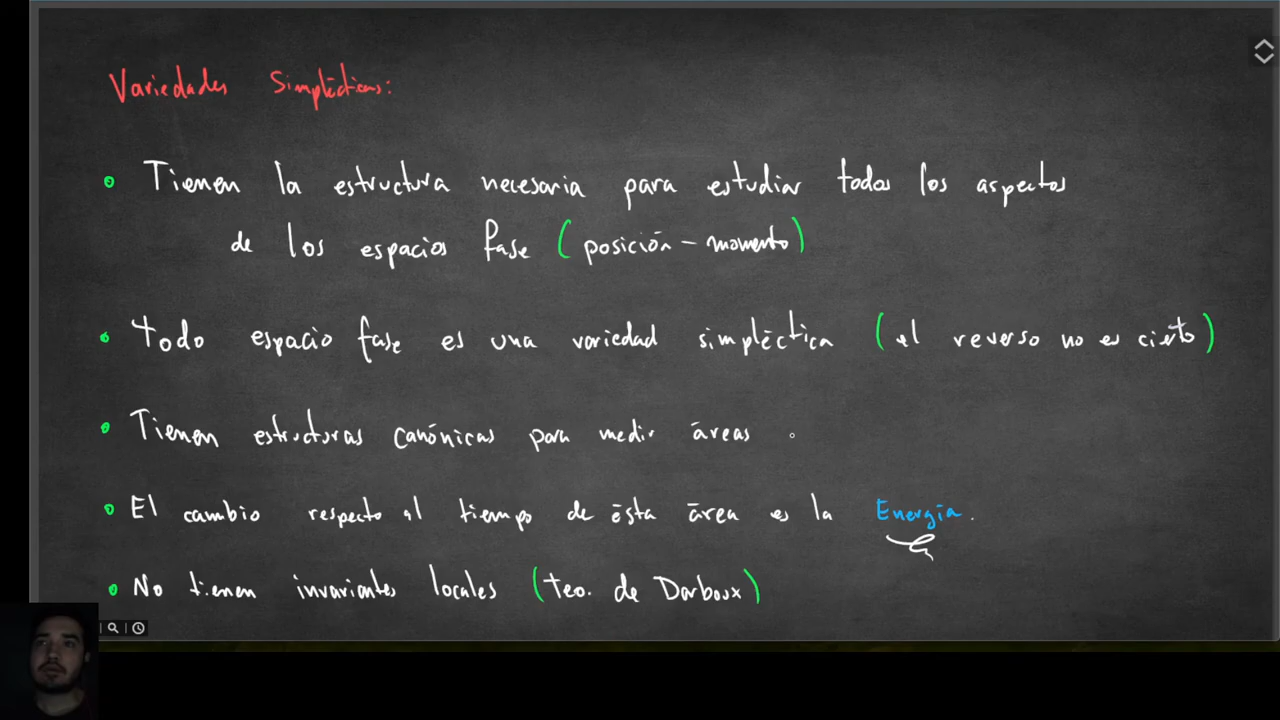 Variedades Simplécticas:
• Tienen la estructura necesaria para estudiar todos los aspectos
de los espacios fase (posición - momento)
• Todo espacio fase es una variedad simpléctica (el reverso no es cierto)
• Tienen estructuras canónicas para medir áreas.
• El cambio respecto al tiempo de ésta área es la Energía.
• No tienen invariantes locales (teo. de Darboux)